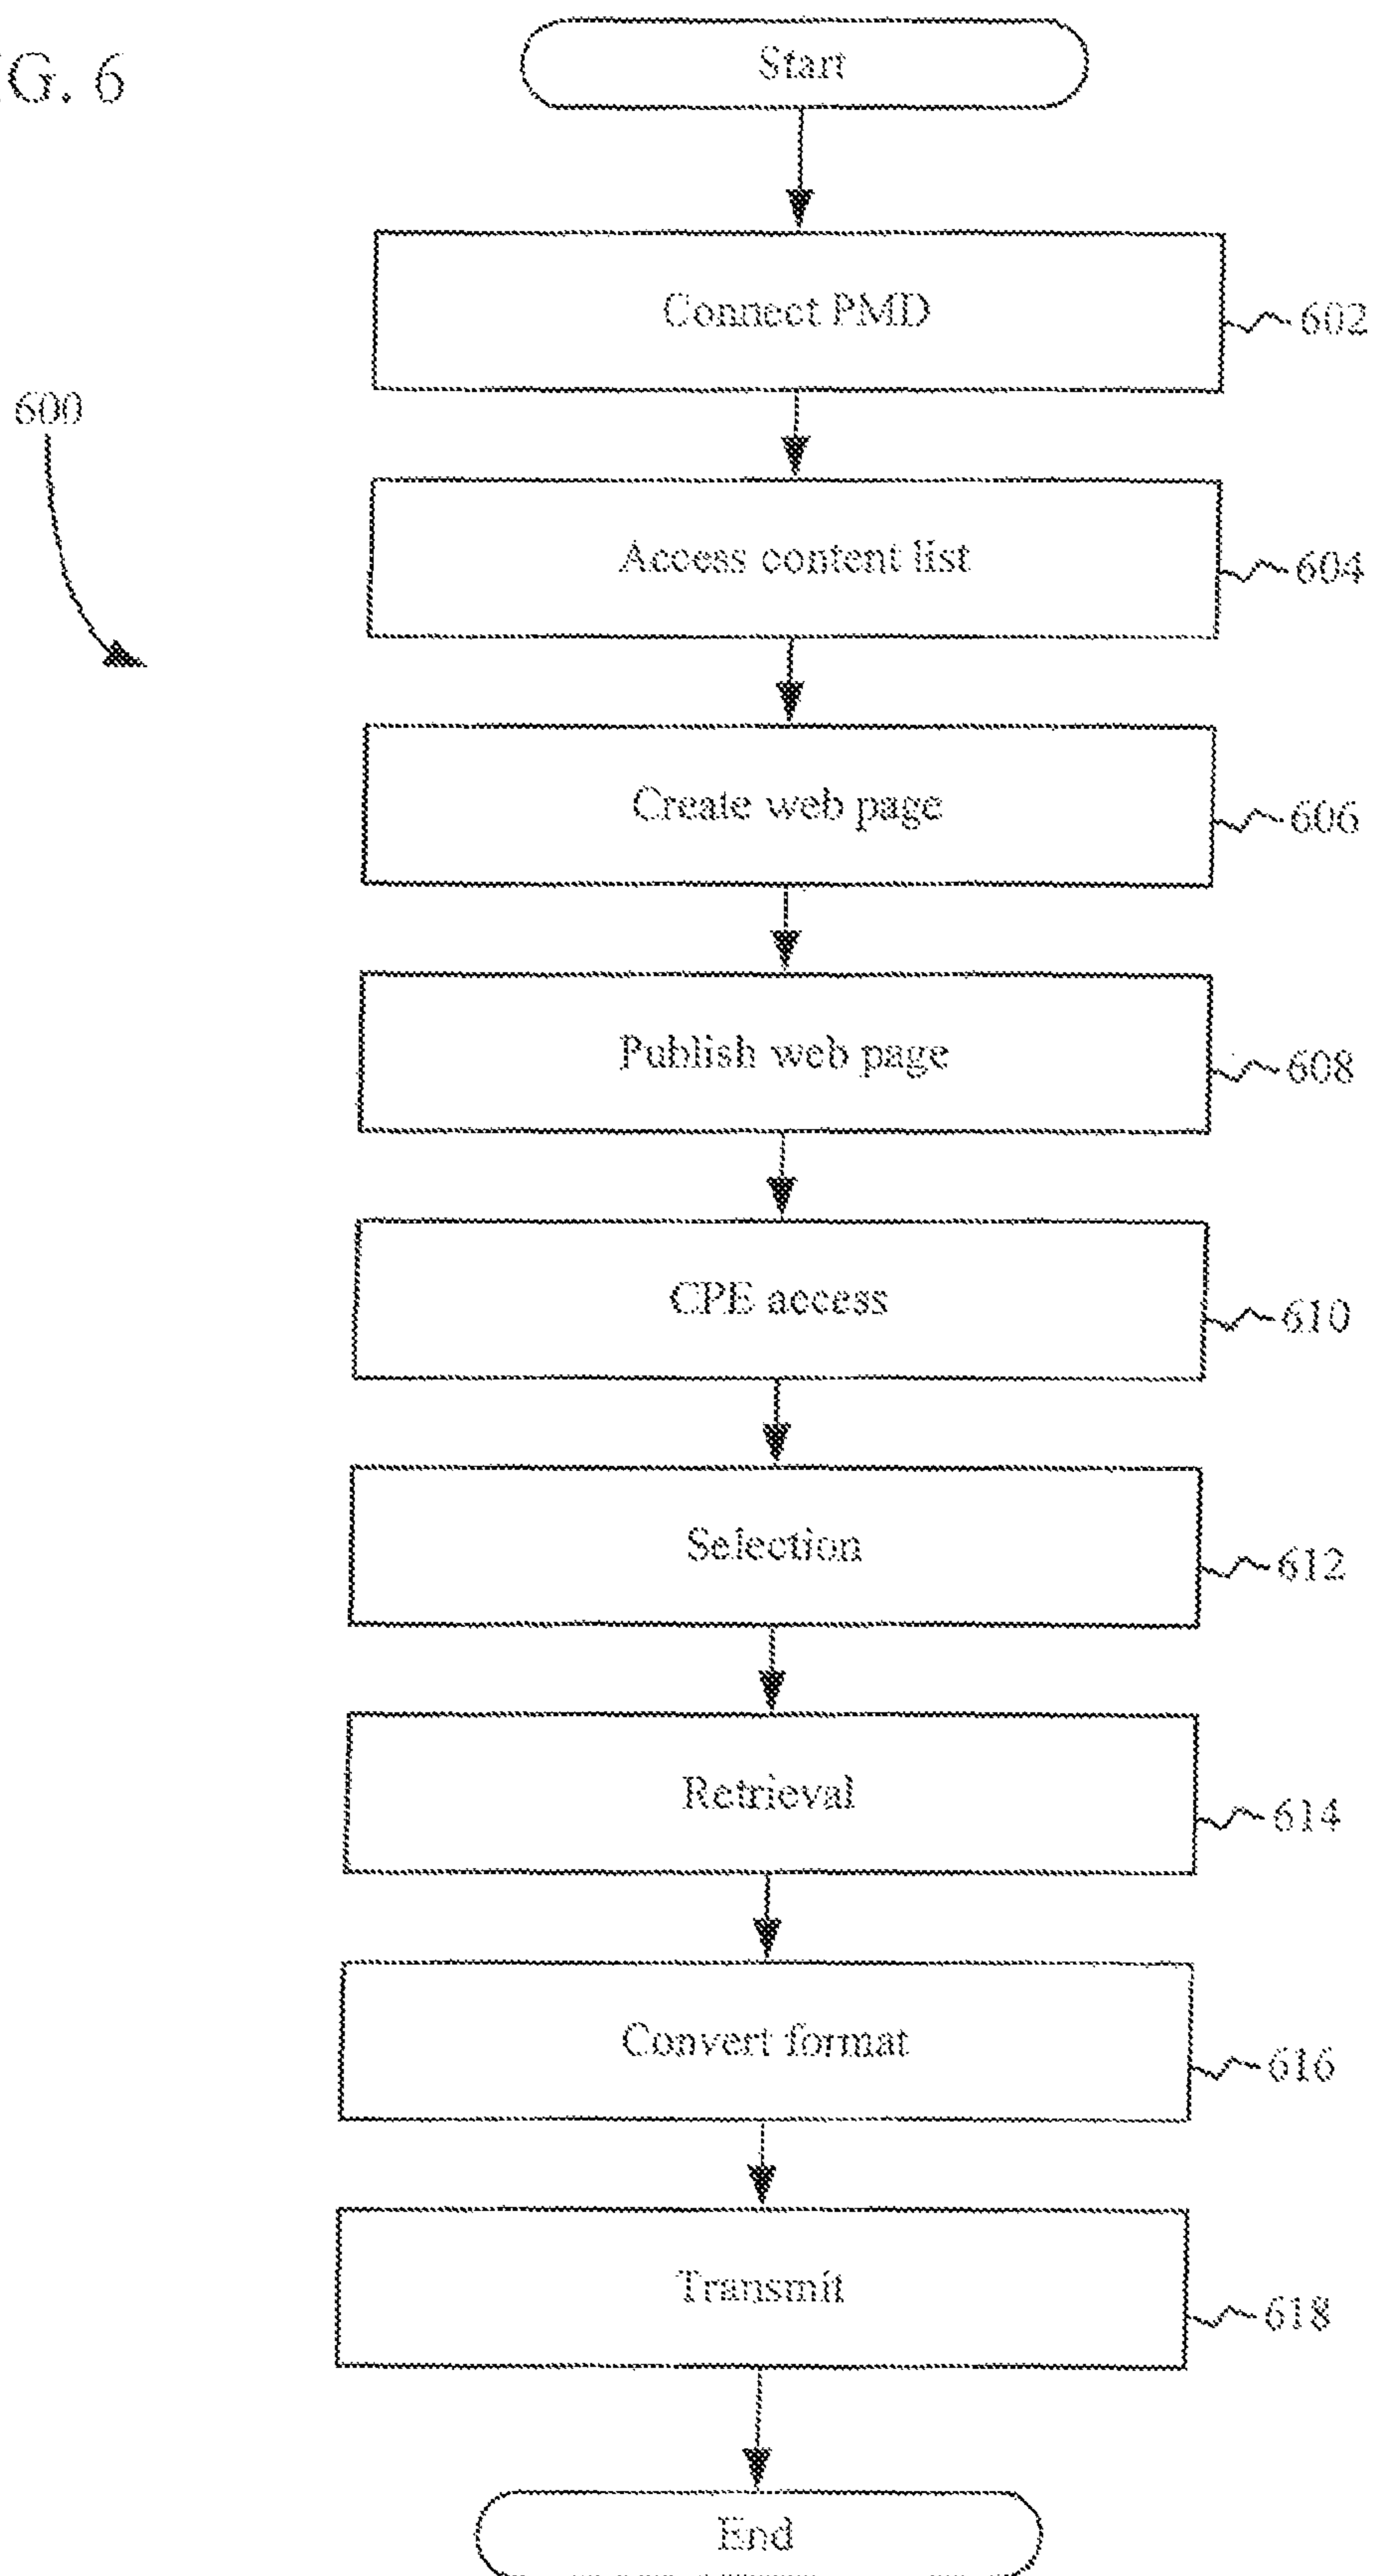 G. 6
Start
Connect PMD
602
600
Access content list
604
Create web page
606
Publish web page
608
CPE access
610
Selection
612
Retrieval
614
Convert format
616
Transmit
618
End